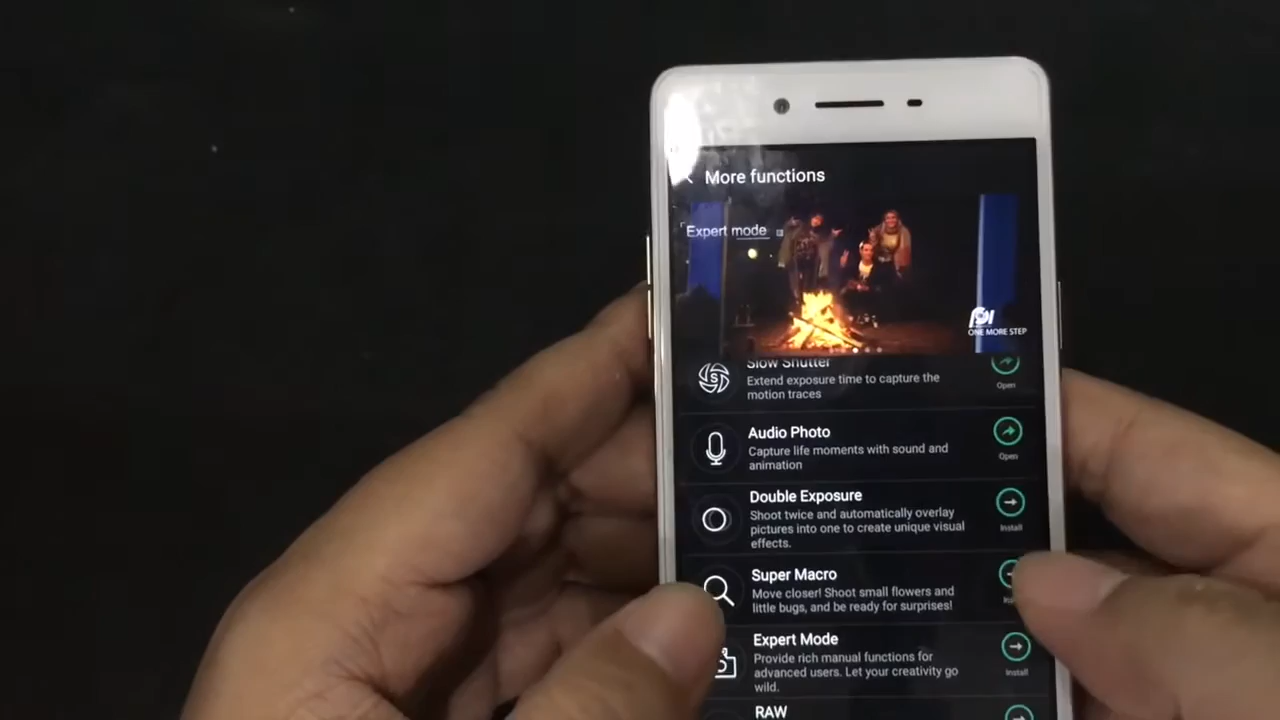 More functions
Expert mode
ONE MORE STEP
Slow Shutter
Extend exposure time to capture the
motion traces
Open
Audio Photo
Capture life moments with sound and
animation
Open
Double Exposure
Shoot twice and automatically overlay
pictures into one to create unique visual
effects.
Install
Super Macro
Move closer! Shoot small flowers and
little bugs, and be ready for surprises!
Expert Mode
Provide rich manual functions for
advanced users. Let your creativity go
wild.
Install
RAW